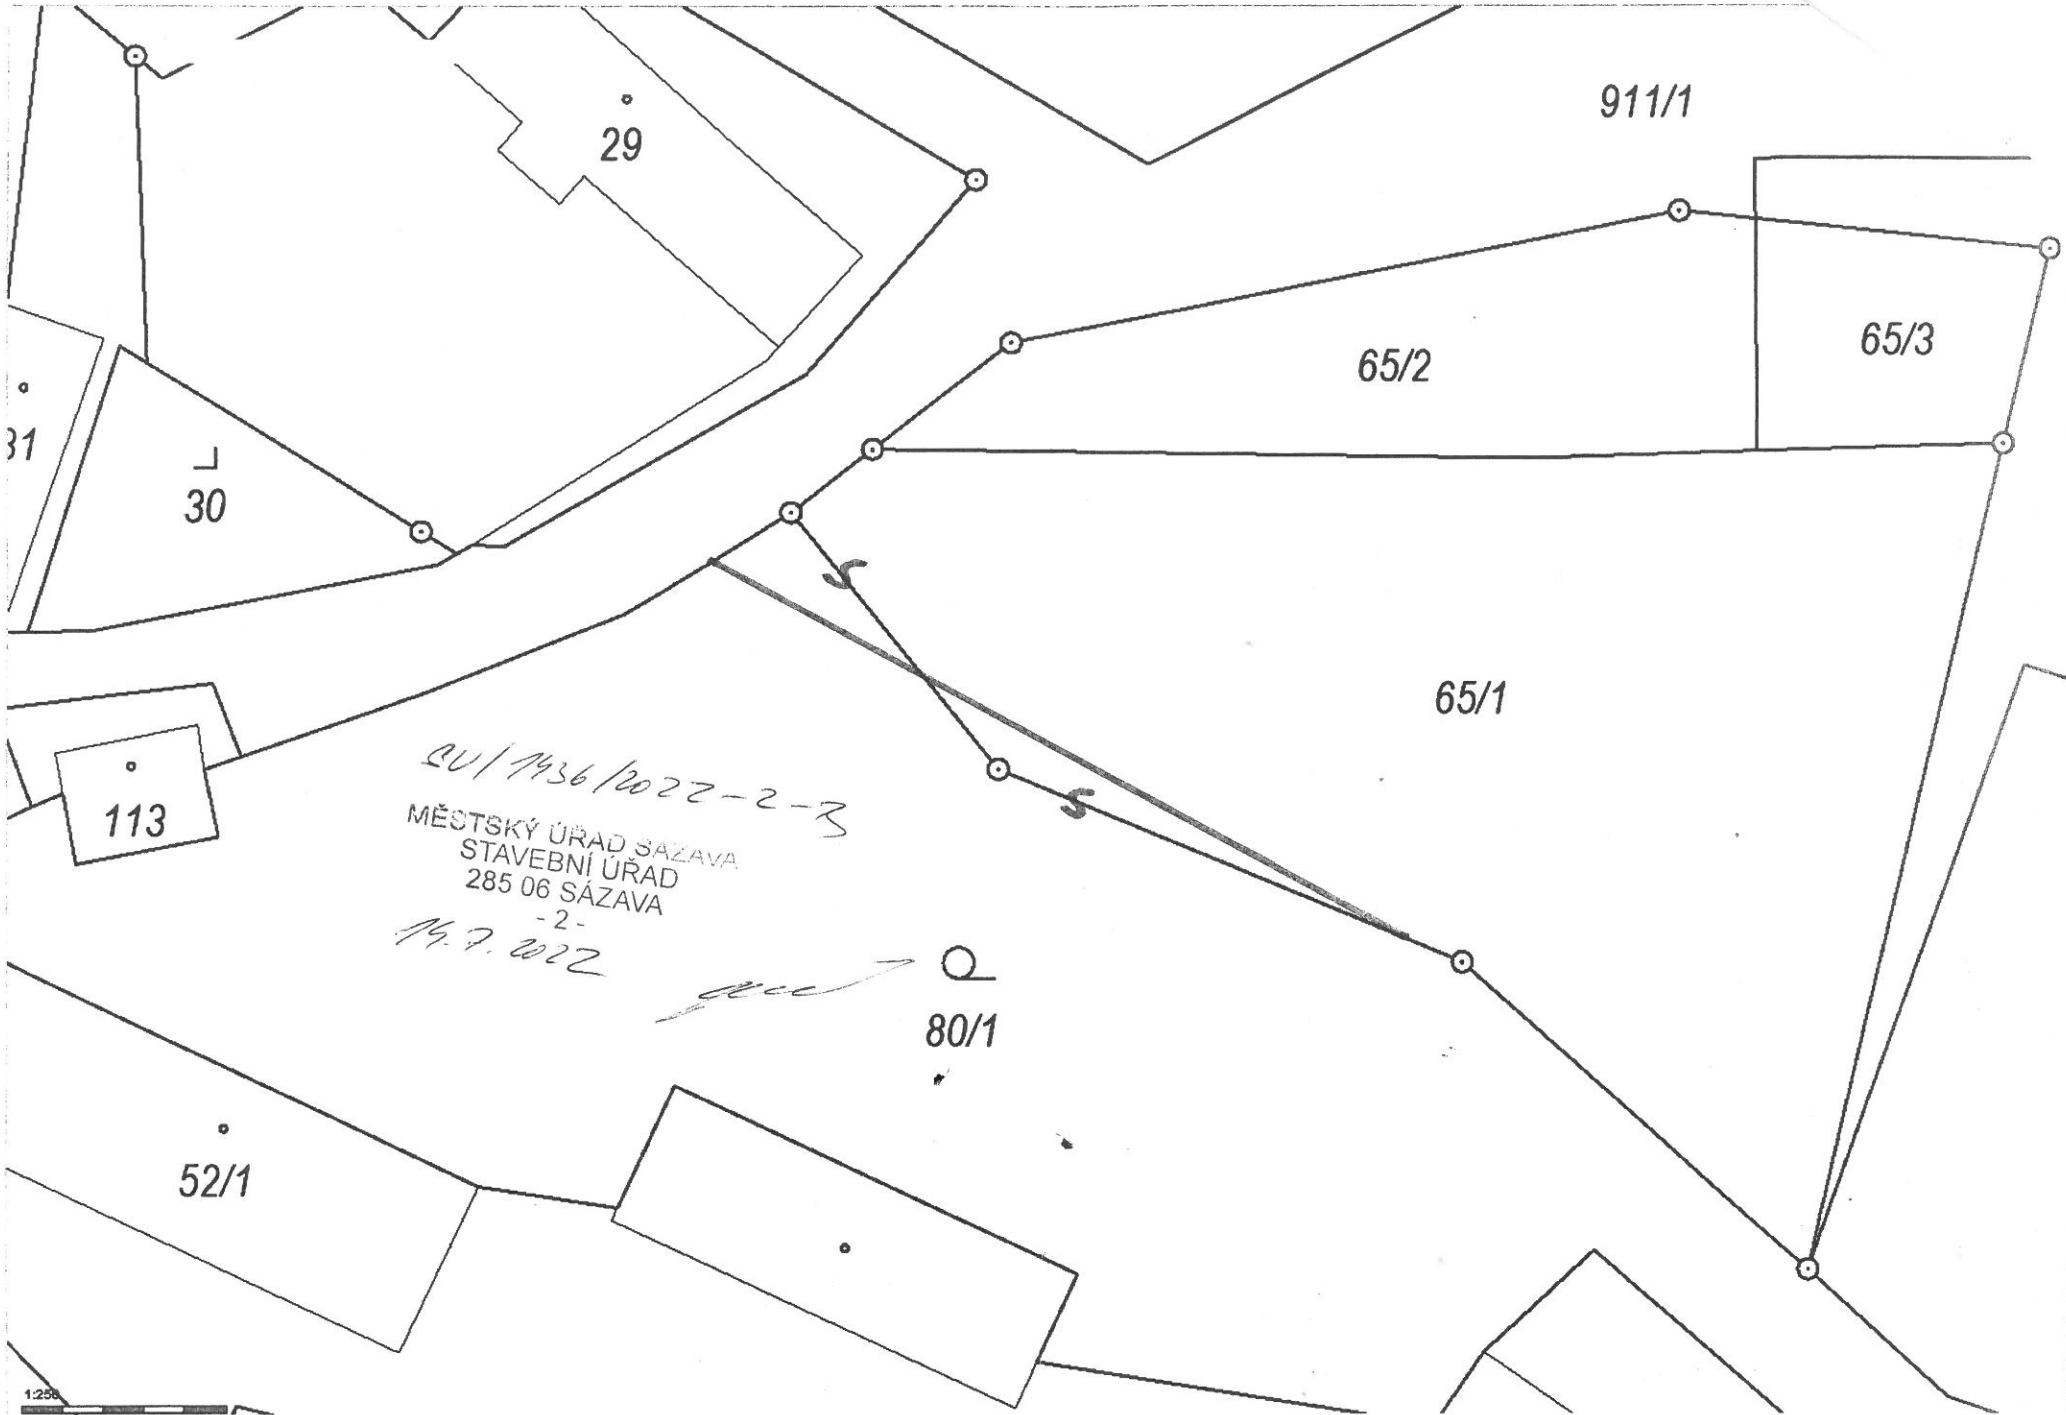 911/1
29
65/3
65/2
31
30
S
65/1
SU/1436/2022-2-B
S
113
MĚSTSKÝ ÚŘAD SÁZAVA
STAVEBNÍ ÚŘAD
285 06 SÁZAVA
- 2 -
14.7.2022
80/1
52/1
1:250